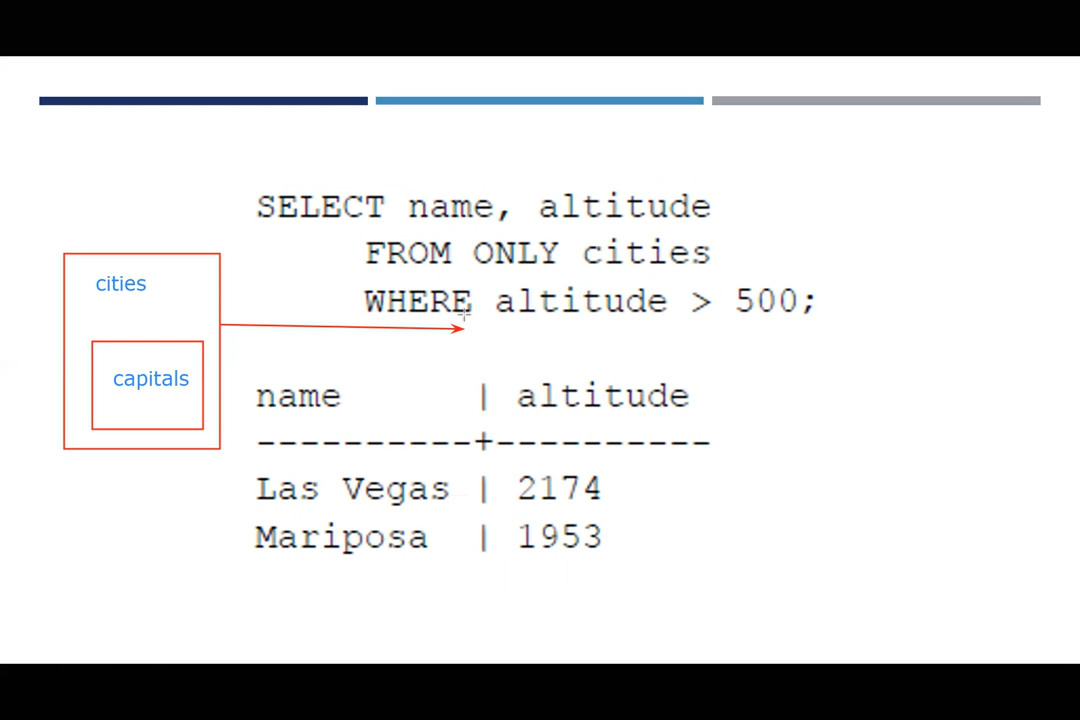 SELECT name, altitude
FROM ONLY cities
WHERE altitude > 500;
cities
capitals
name | altitude
----------+----------
Las Vegas | 2174
Mariposa | 1953